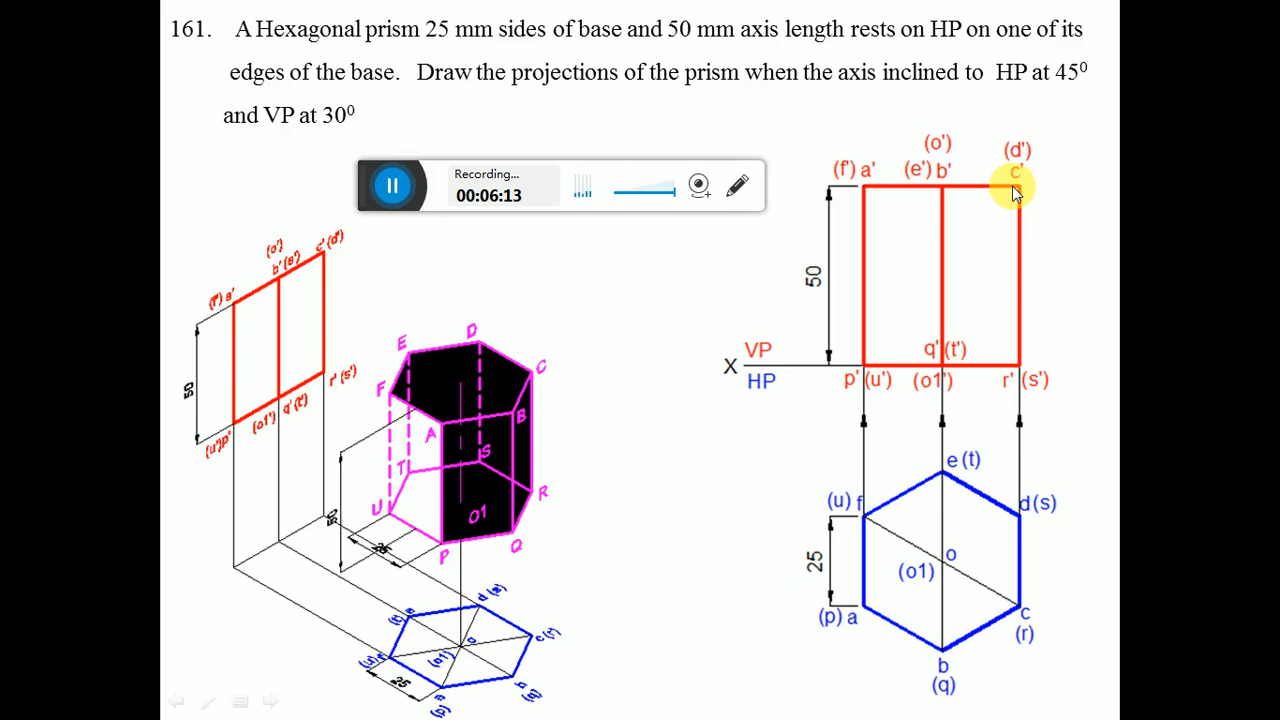 161. A Hexagonal prism 25 mm sides of base and 50 mm axis length rests on HP on one of its
edges of the base. Draw the projections of the prism when the axis inclined to HP at 45⁰
and VP at 30⁰
Recording...
00:06:13
(o')
(d')
(f') a' (e') b' c'
50
VP
X
HP
q' (t')
p' (u') (o1') r' (s')
e (t)
(u) f d (s)
25
o
(o1)
(p) a c
(r)
b
(q)
(o')
c' (d')
b' (e')
(f') a'
50
r' (s')
q' (t')
(o1')
(u') p'
D
E
C
F
B
A
S
T
R
U
O1
Q
P
50
25
d (s)
e
(t)
c (r)
o
(o1)
(u) f
25
a
(p)
(q)